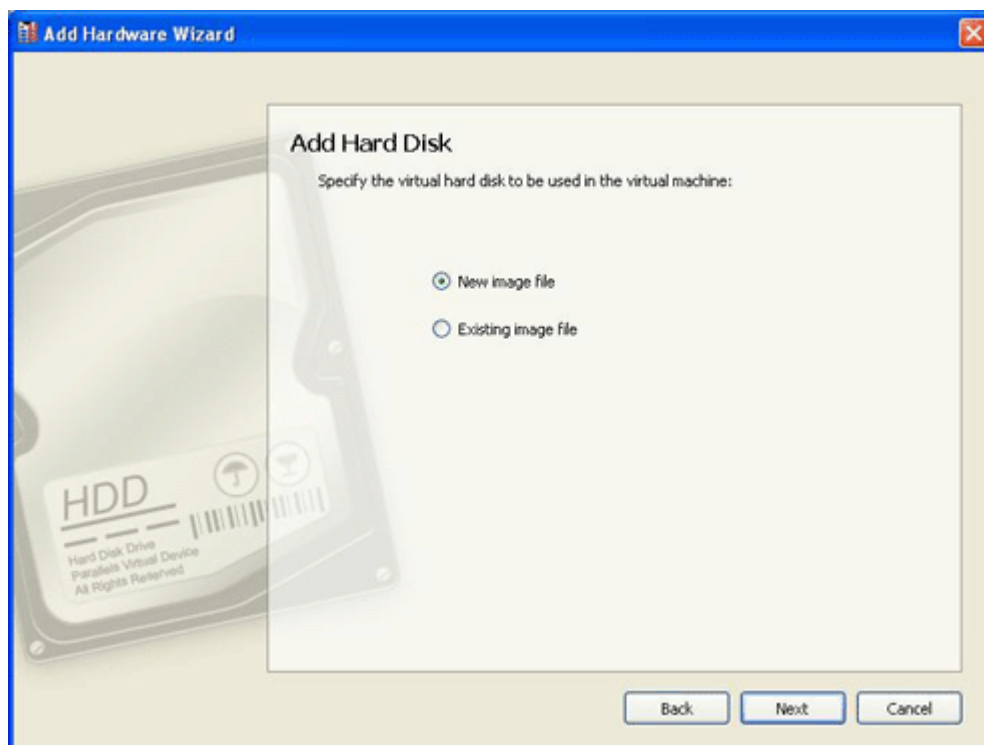 Add Hardware Wizard
Add Hard Disk
Specify the virtual hard disk to be used in the virtual machine:
New image file
Existing image file
HDD
Hard Disk Drive
Parallels Virtual Device
All Rights Reserved
Back
Next
Cancel